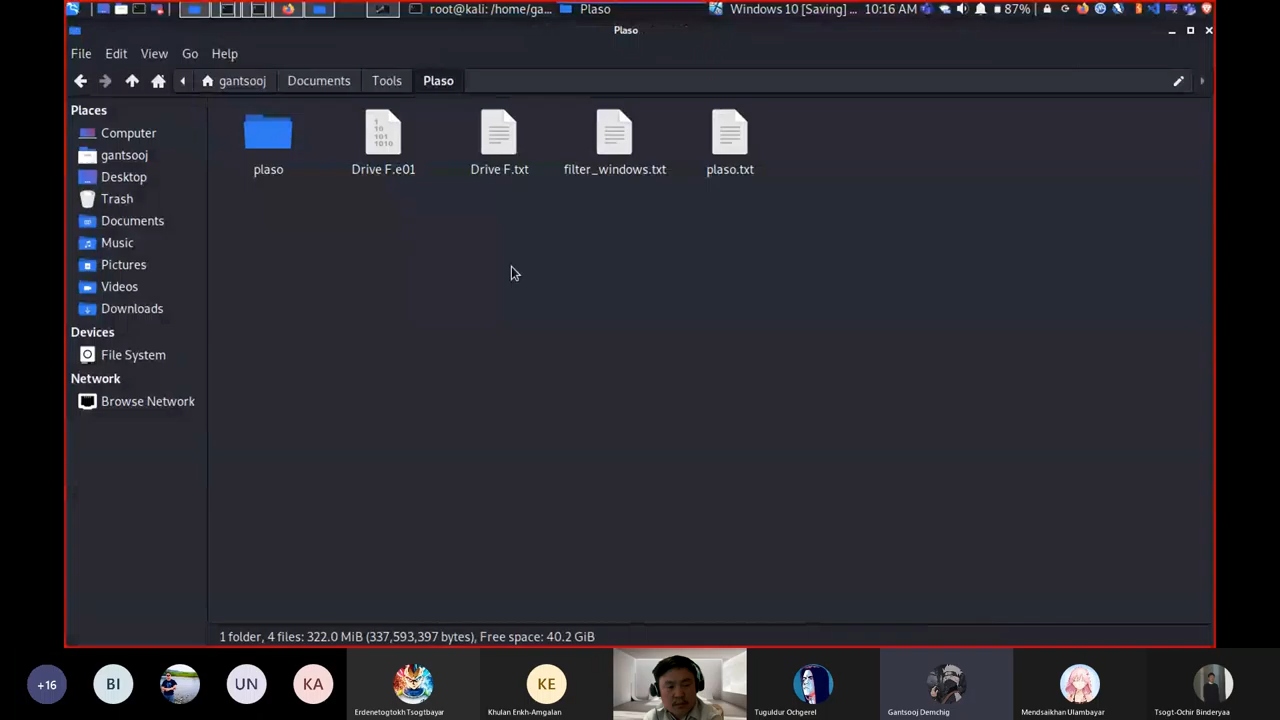 root@kali: /home/ga... Plaso Windows 10 [Saving] ... 10:16 AM 87%
Plaso
File Edit View Go Help
gantsooj Documents Tools Plaso
Places
Computer
gantsooj
Desktop
Trash
Documents
Music
Pictures
Videos
Downloads
Devices
File System
Network
Browse Network
plaso
1
10
101
1010
Drive F.e01
Drive F.txt
filter_windows.txt
plaso.txt
1 folder, 4 files: 322.0 MiB (337,593,397 bytes), Free space: 40.2 GiB
+16 BI UN KA KE
Erdenetogtokh Tsogtbayar Khulan Enkh-Amgalan Tuguldur Ochgerel Gantsooj Demchig Mendsaikhan Ulambayar Tsogt-Ochir Binderyaa